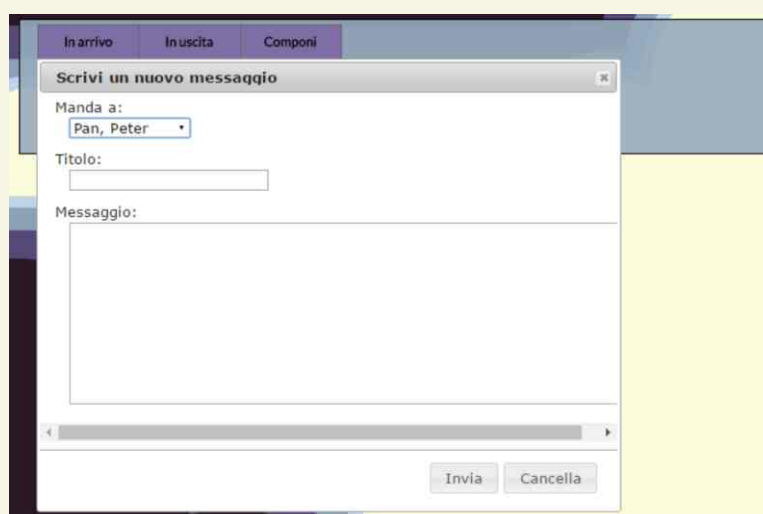 In arrivo In uscita Componi
Scrivi un nuovo messaggio
Manda a:
Pan, Peter
Titolo:
Messaggio:
Invia Cancella